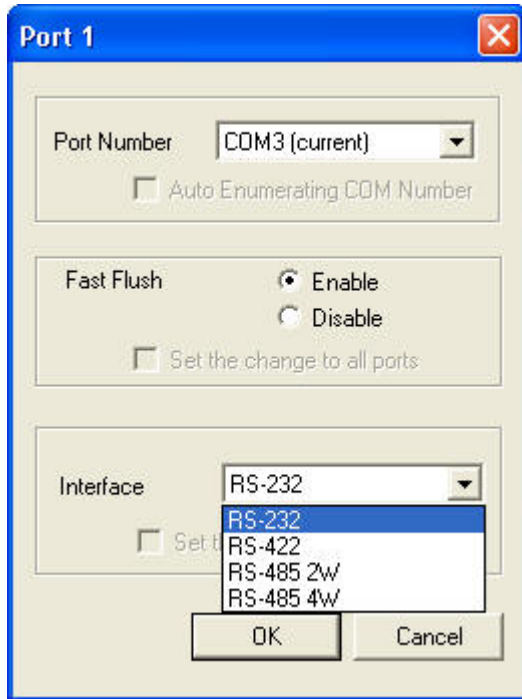 Port 1
Port Number COM3 (current)
Auto Enumerating COM Number
Fast Flush Enable
Disable
Set the change to all ports
Interface RS-232
RS-232
Set t RS-422
RS-485 2W
RS-485 4W
OK Cancel